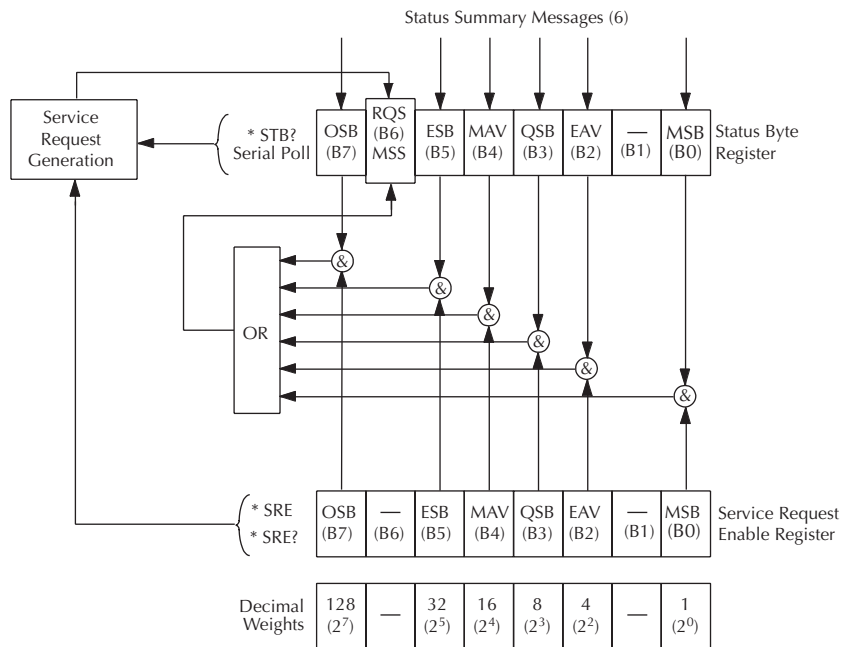 Status Summary Messages (6)
Service
Request
Generation
* STB?
Serial Poll
OSB
(B7)
RQS
(B6)
MSS
ESB
(B5)
MAV
(B4)
QSB
(B3)
EAV
(B2)
—
(B1)
MSB
(B0)
Status Byte
Register
OR
&
&
&
&
&
&
* SRE
* SRE?
OSB
(B7)
—
(B6)
ESB
(B5)
MAV
(B4)
QSB
(B3)
EAV
(B2)
—
(B1)
MSB
(B0)
Service Request
Enable Register
Decimal
Weights
128
(2⁷)
—
32
(2⁵)
16
(2⁴)
8
(2³)
4
(2²)
—
1
(2⁰)